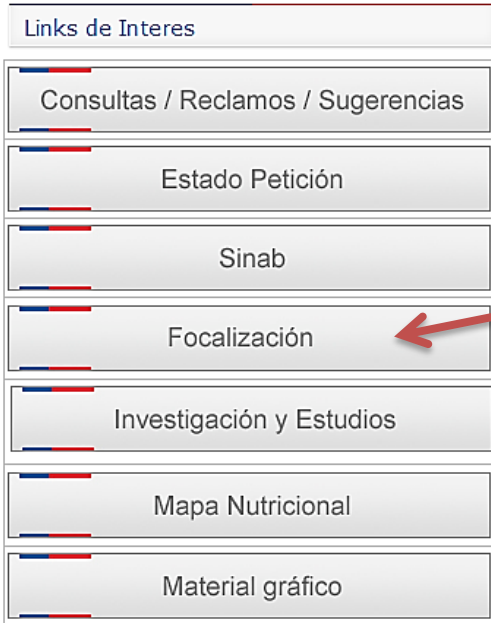 Links de Interes
Consultas / Reclamos / Sugerencias
Estado Petición
Sinab
Focalización
Investigación y Estudios
Mapa Nutricional
Material gráfico